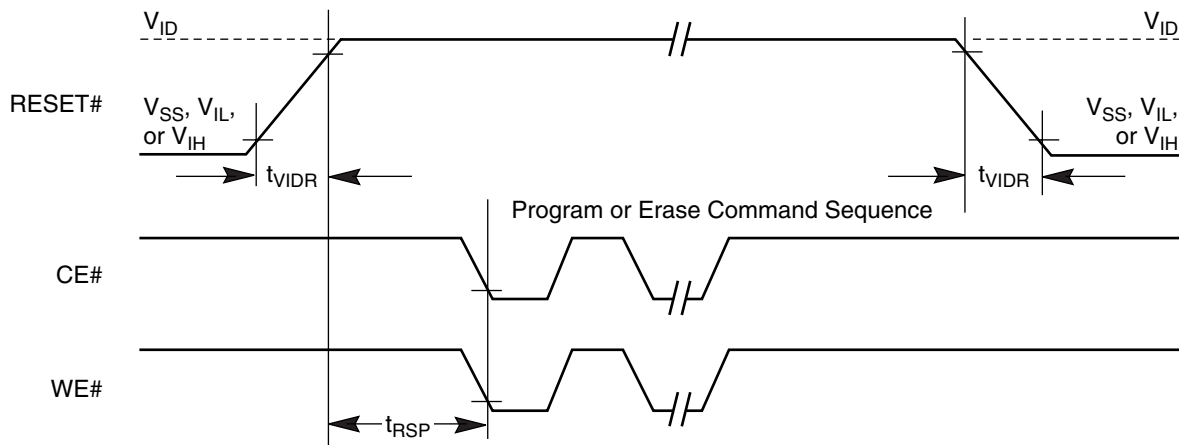 VID
VID
RESET#
VSS, VIL,
or VIH
VSS, VIL,
or VIH
tVIDR
tVIDR
Program or Erase Command Sequence
CE#
WE#
tRSP